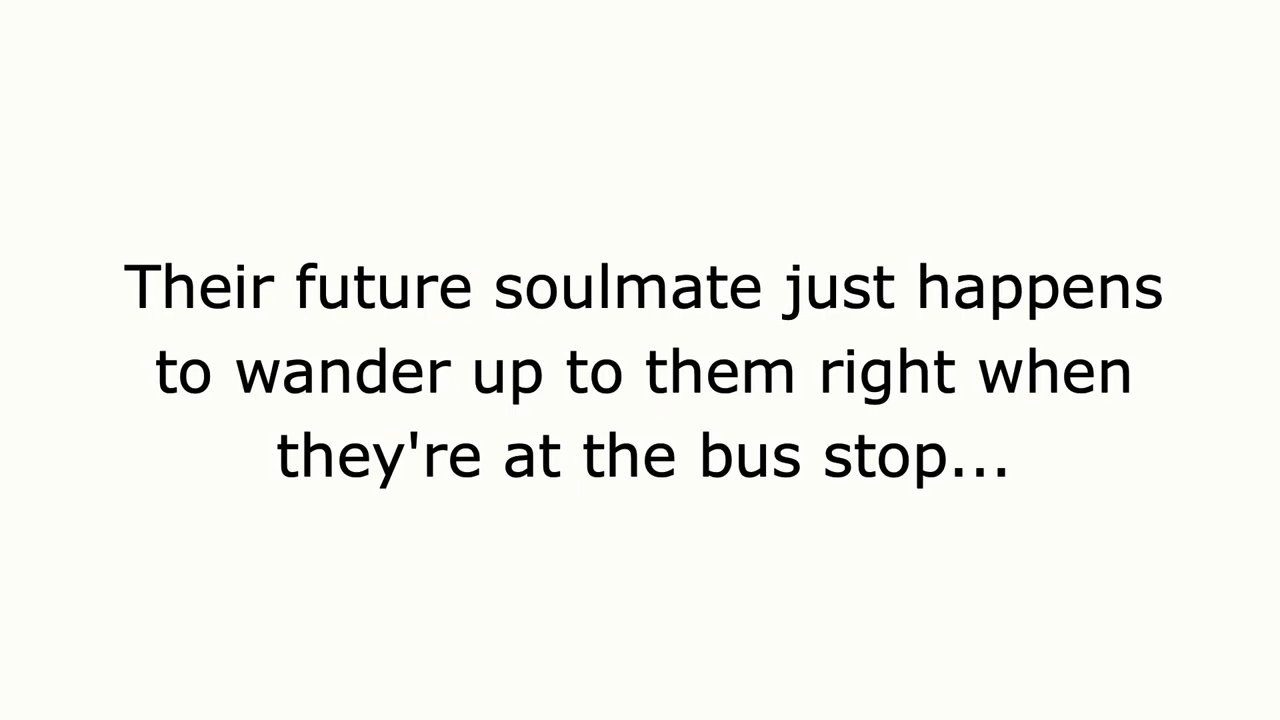 Their future soulmate just happens
to wander up to them right when
they're at the bus stop...